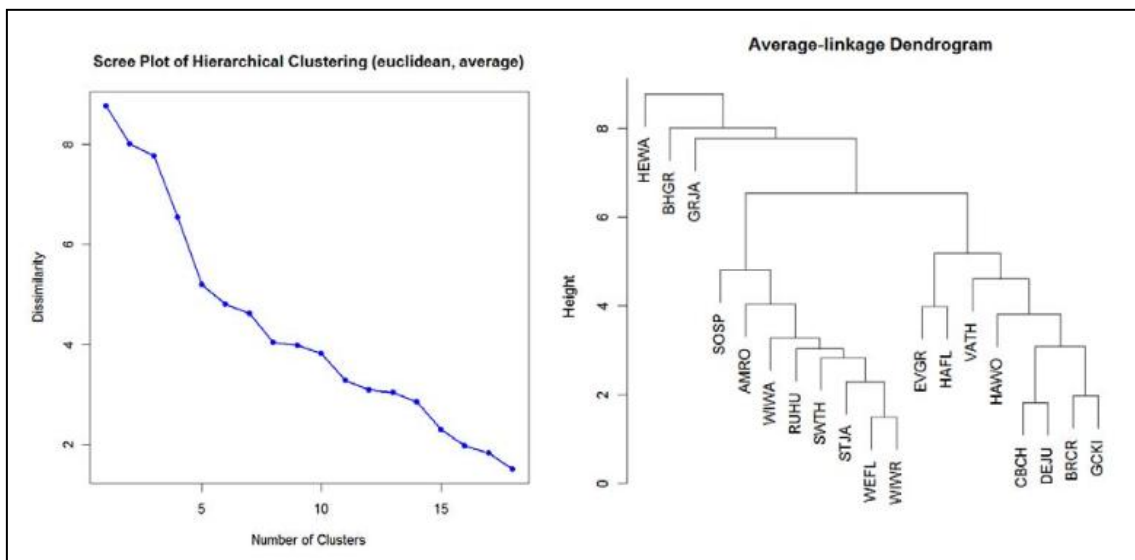 Scree Plot of Hierarchical Clustering (euclidean, average)
8
6
4
2
Dissimilarity
5
10
15
Number of Clusters
Average-linkage Dendrogram
8
6
4
2
0
Height
HEWA
BHGR
GRJA
SOSP
AMRO
WIWA
RUHU
SWTH
STJA
WEFL
WIWR
EVGR
HAFL
VATH
HAWO
CBCH
DEJU
BRCR
GCKI